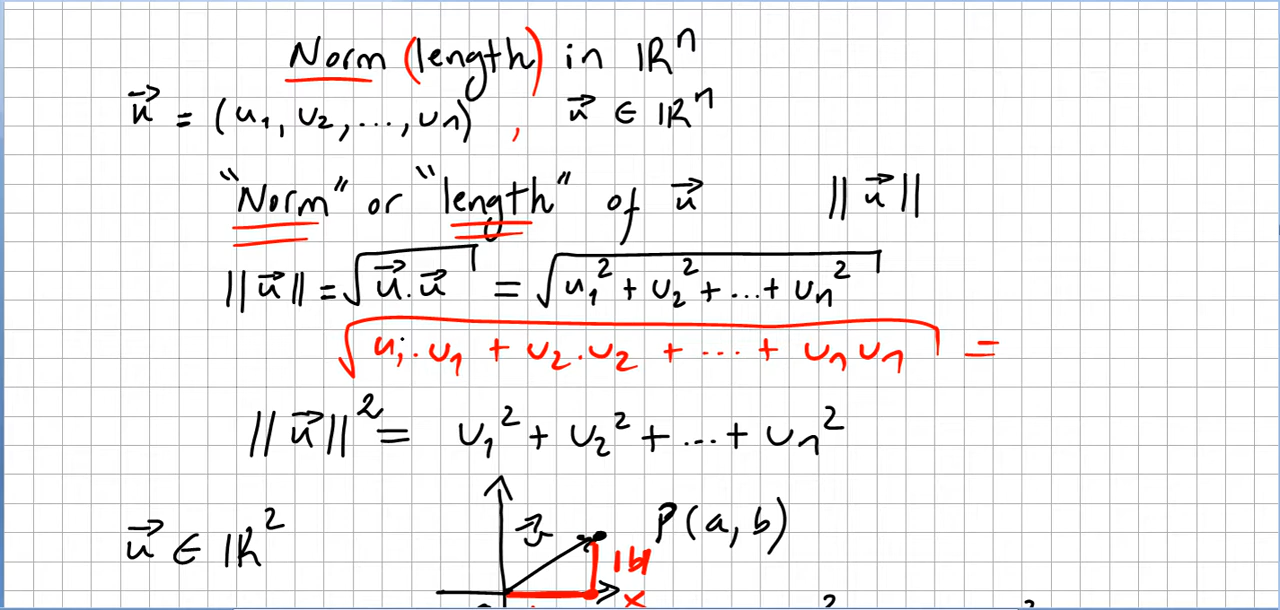 Norm (length) in ℝⁿ
u⃗ = (u₁, u₂, ..., uₙ) , u⃗ ∈ ℝⁿ
"Norm" or "length" of u⃗ ||u⃗||
||u⃗|| = √(u⃗.u⃗) = √(u₁² + u₂² + ... + uₙ²)
√(u₁.u₁ + u₂.u₂ + ... + uₙuₙ) =
||u⃗||² = u₁² + u₂² + ... + uₙ²
P(a, b)
u⃗ ∈ ℝ²
|b|
x